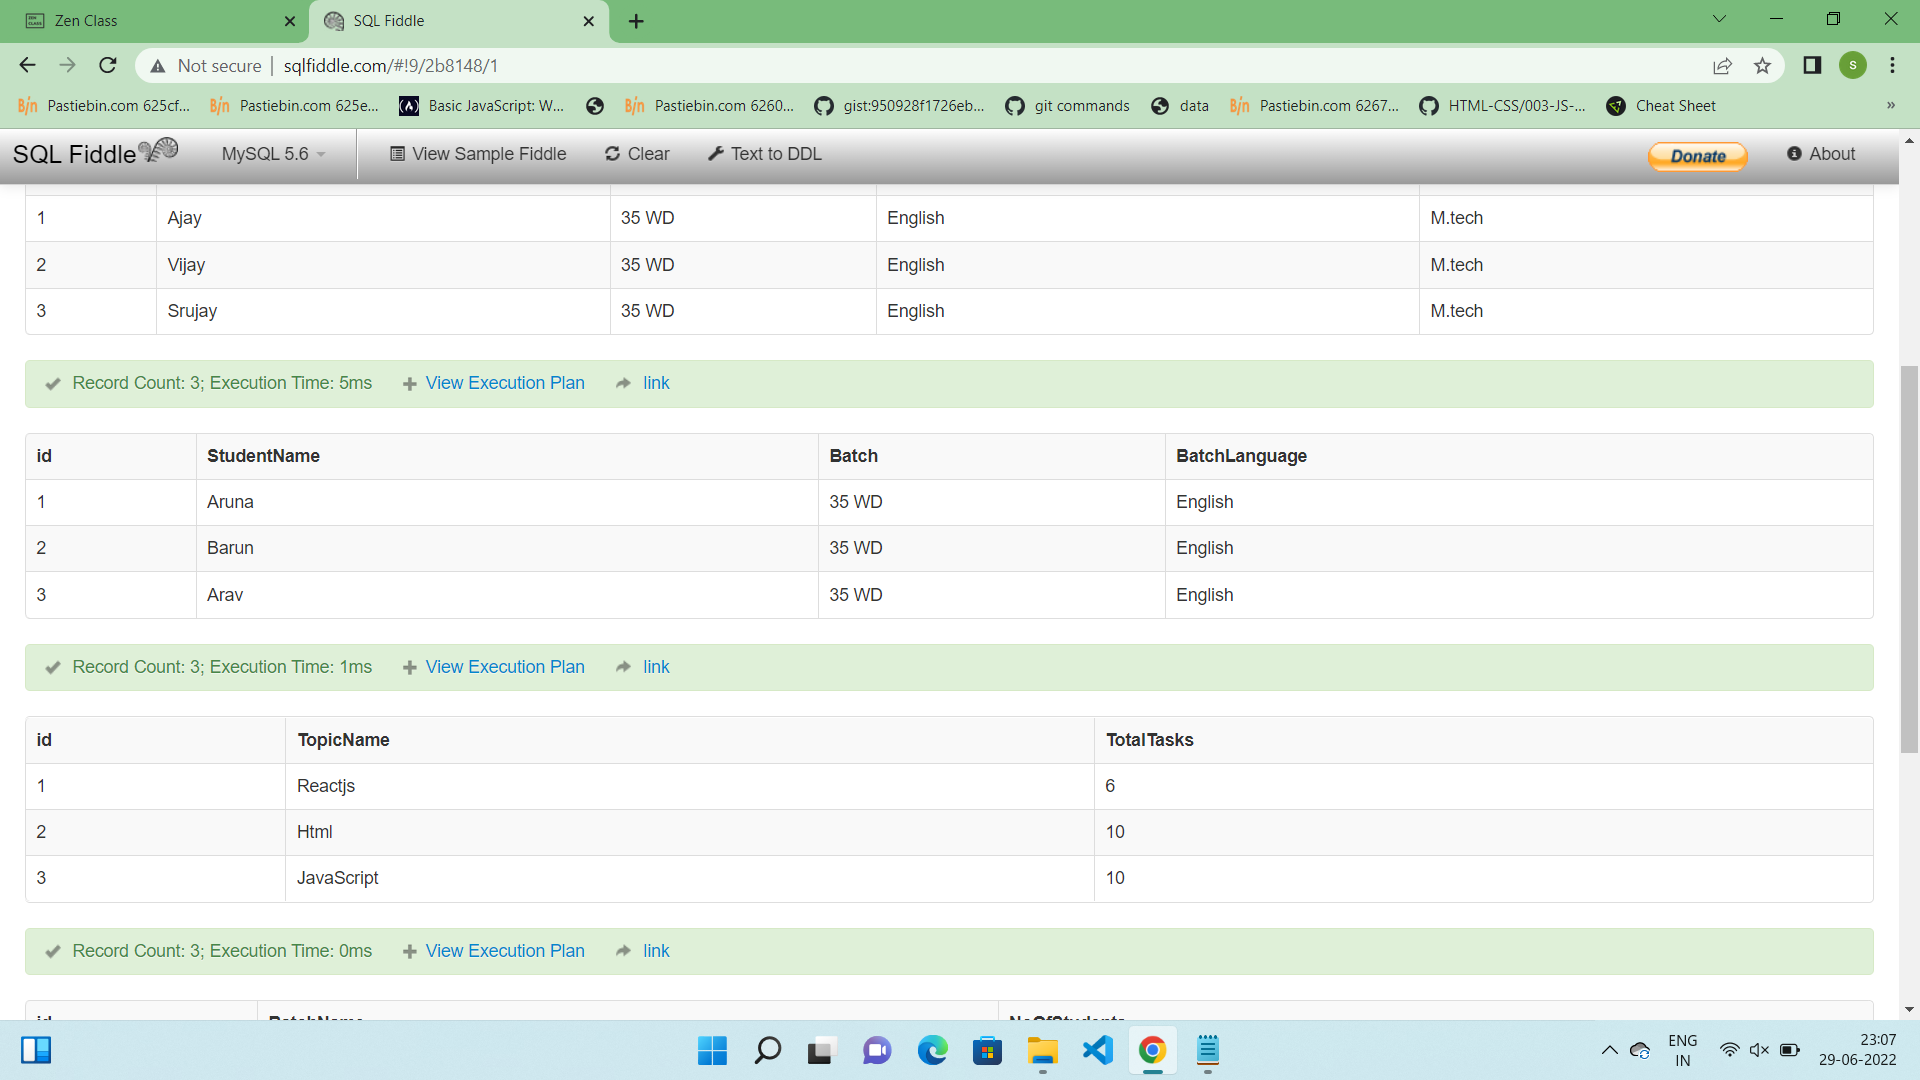 Zen Class
SQL Fiddle
Not secure | sqlfiddle.com/#!9/2b8148/1
S
Bjn Pastiebin.com 625cf... Bjn Pastiebin.com 625e... Basic JavaScript: W... Bjn Pastiebin.com 6260... gist:950928f1726eb... git commands data Bjn Pastiebin.com 6267... HTML-CSS/003-JS-... Cheat Sheet »
SQL Fiddle MySQL 5.6 View Sample Fiddle Clear Text to DDL Donate About
1 Ajay 35 WD English M.tech
2 Vijay 35 WD English M.tech
3 Srujay 35 WD English M.tech
Record Count: 3; Execution Time: 5ms View Execution Plan link
id StudentName Batch BatchLanguage
1 Aruna 35 WD English
2 Barun 35 WD English
3 Arav 35 WD English
Record Count: 3; Execution Time: 1ms View Execution Plan link
id TopicName TotalTasks
1 Reactjs 6
2 Html 10
3 JavaScript 10
Record Count: 3; Execution Time: 0ms View Execution Plan link
id BatchName NoOfStudents
ENG 23:07
IN 29-06-2022